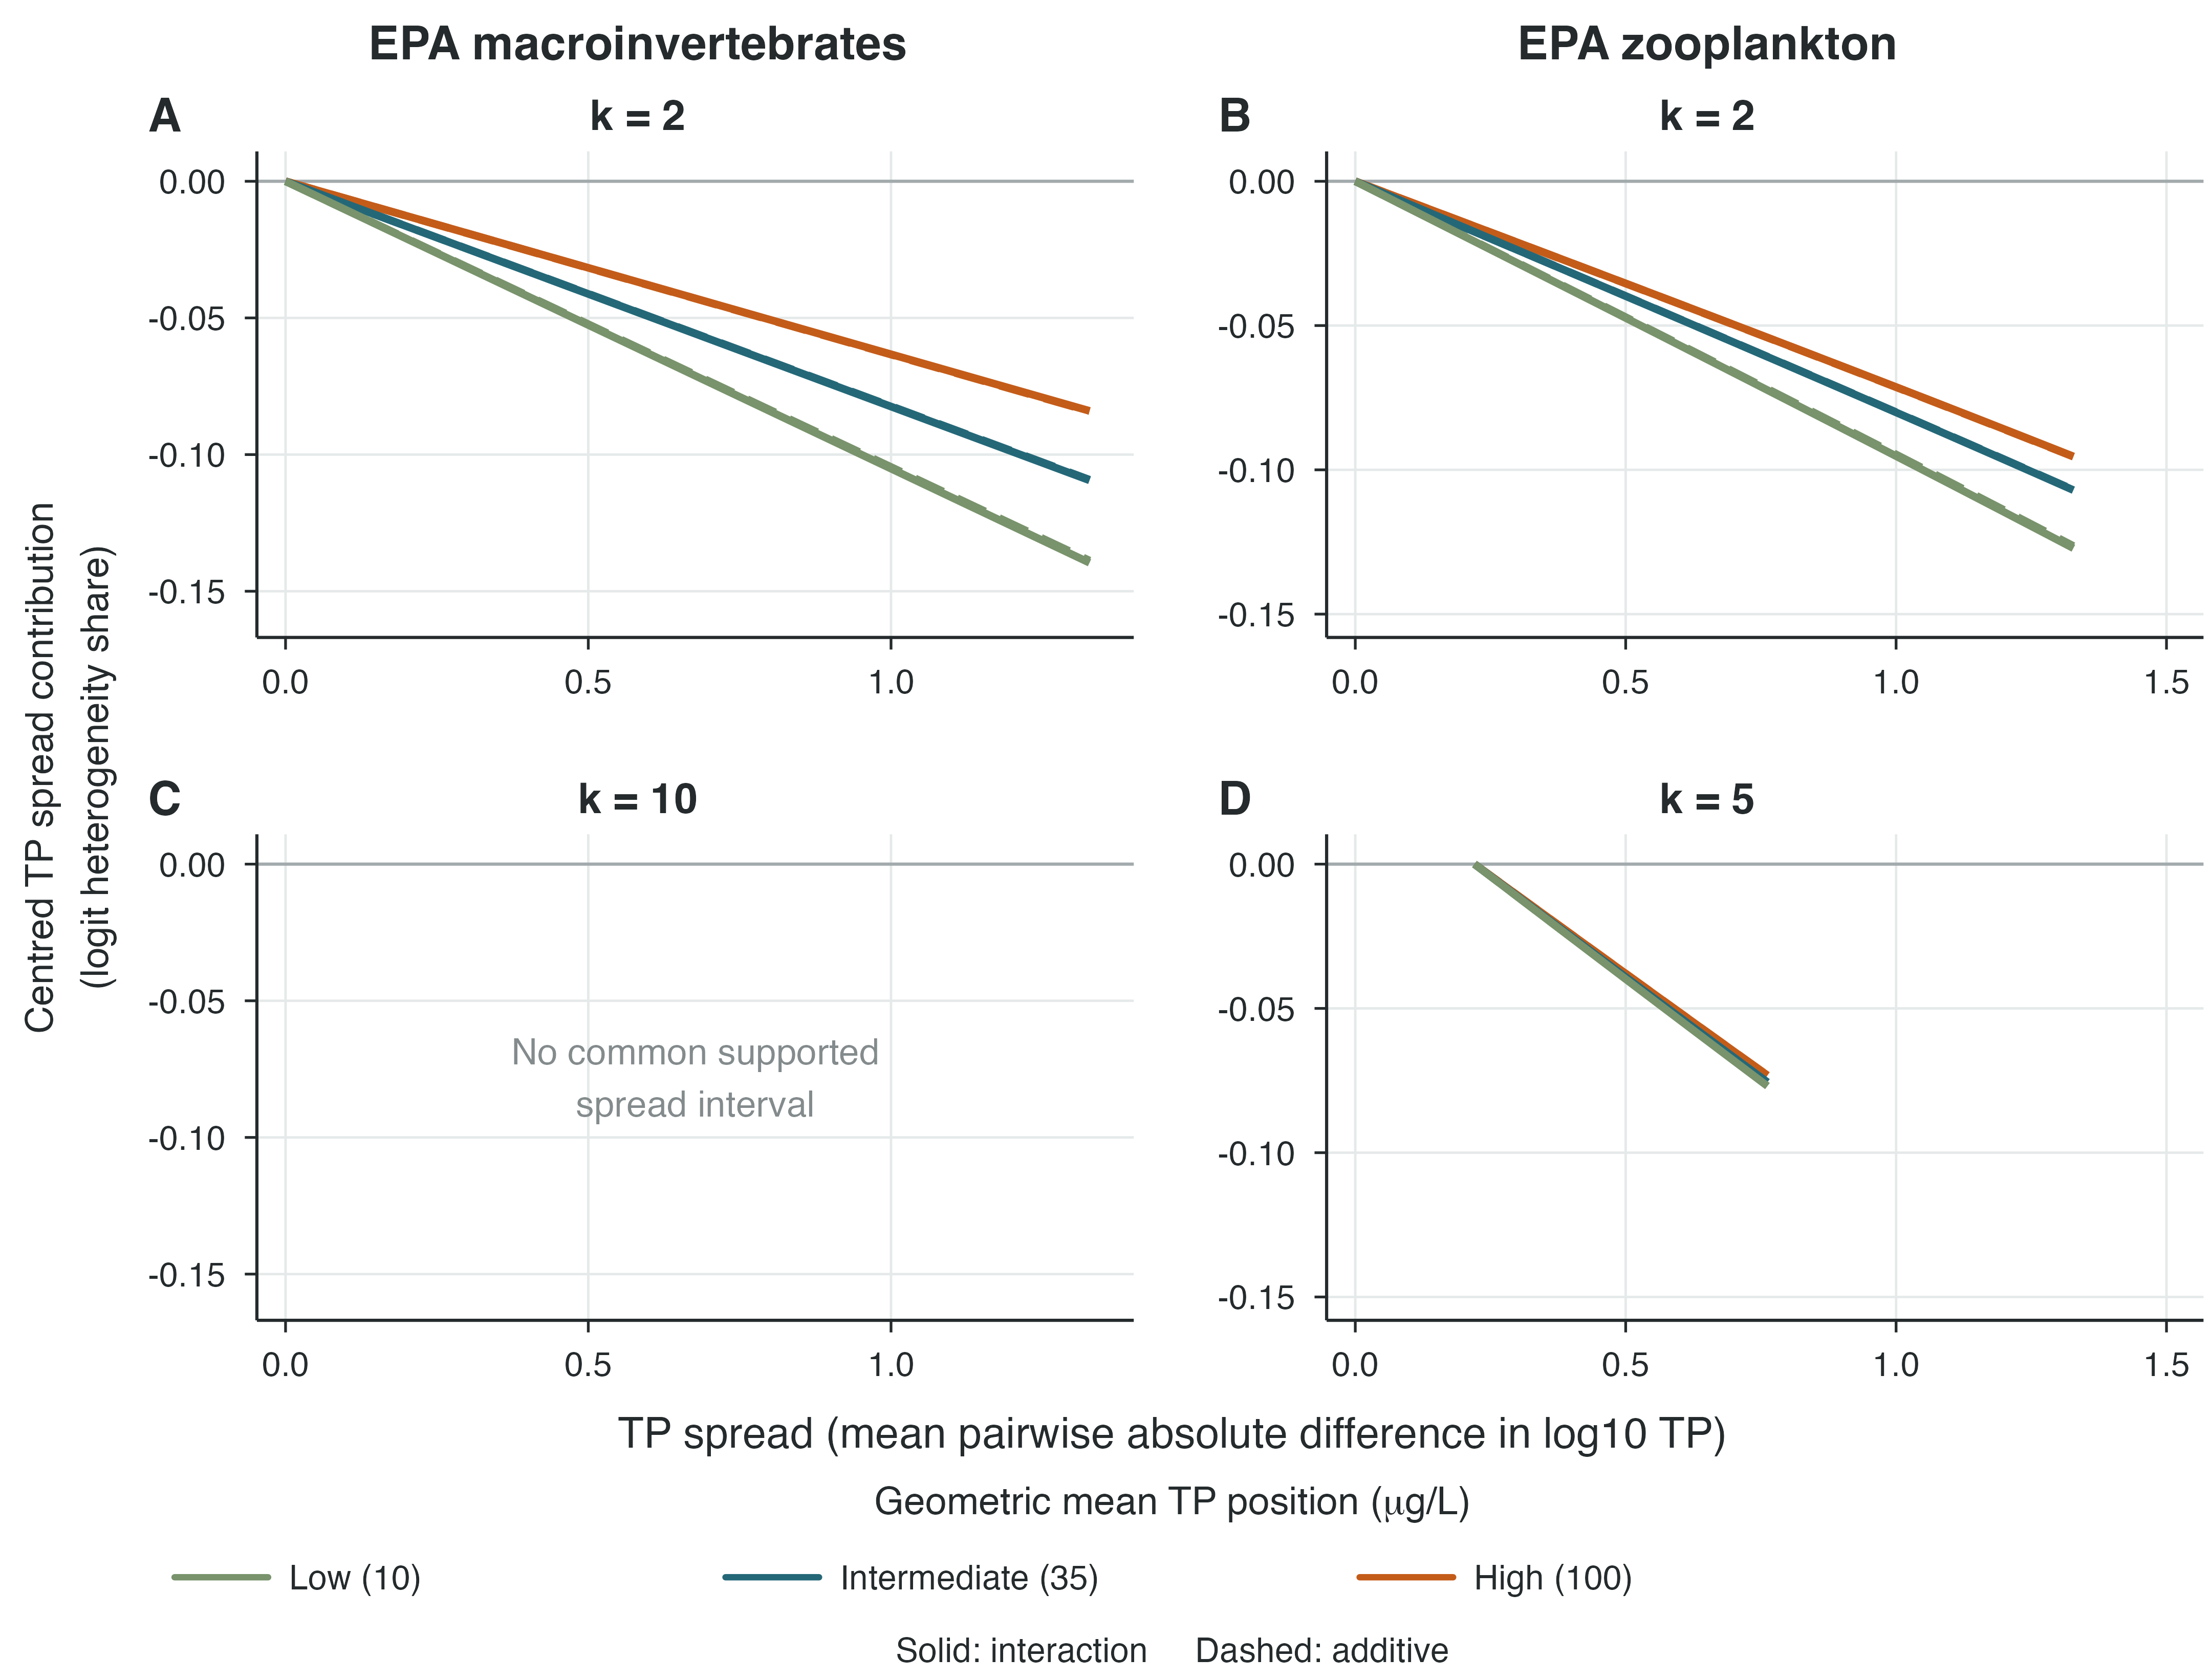 EPA macroinvertebrates
EPA zooplankton
A
k = 2
B
k = 2
0.00
-0.05
-0.10
-0.15
0.0
0.5
1.0
0.00
-0.05
-0.10
-0.15
0.0
0.5
1.0
1.5
Centred TP spread contribution
(logit heterogeneity share)
C
k = 10
D
k = 5
0.00
-0.05
-0.10
-0.15
No common supported
spread interval
0.0
0.5
1.0
0.00
-0.05
-0.10
-0.15
0.0
0.5
1.0
1.5
TP spread (mean pairwise absolute difference in log10 TP)
Geometric mean TP position (μg/L)
Low (10)
Intermediate (35)
High (100)
Solid: interaction Dashed: additive